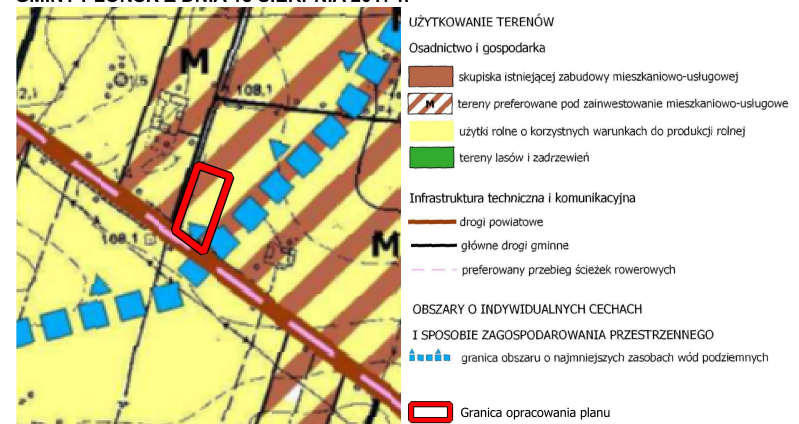 UŻYTKOWANIE TERENÓW
Osadnictwo i gospodarka
skupiska istniejącej zabudowy mieszkaniowo-usługowej
M tereny preferowane pod zainwestowanie mieszkaniowo-usługowe
użytki rolne o korzystnych warunkach do produkcji rolnej
tereny lasów i zadrzewień
Infrastruktura techniczna i komunikacyjna
drogi powiatowe
główne drogi gminne
preferowany przebieg ścieżek rowerowych
OBSZARY O INDYWIDUALNYCH CECHACH
I SPOSOBIE ZAGOSPODAROWANIA PRZESTRZENNEGO
granica obszaru o najmniejszych zasobach wód podziemnych
Granica opracowania planu
M
108,1
108,1
M